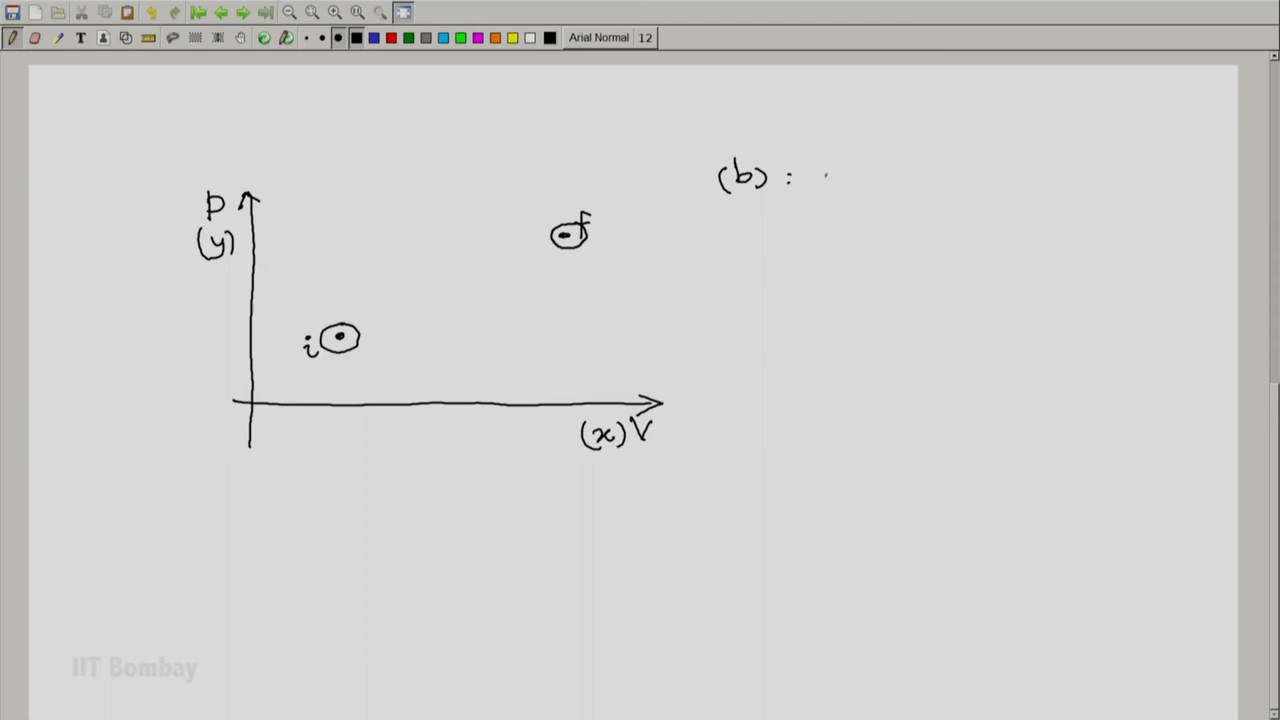 Arial Normal 12
(b) :
p
(y)
f
i
(x) V
IIT Bombay